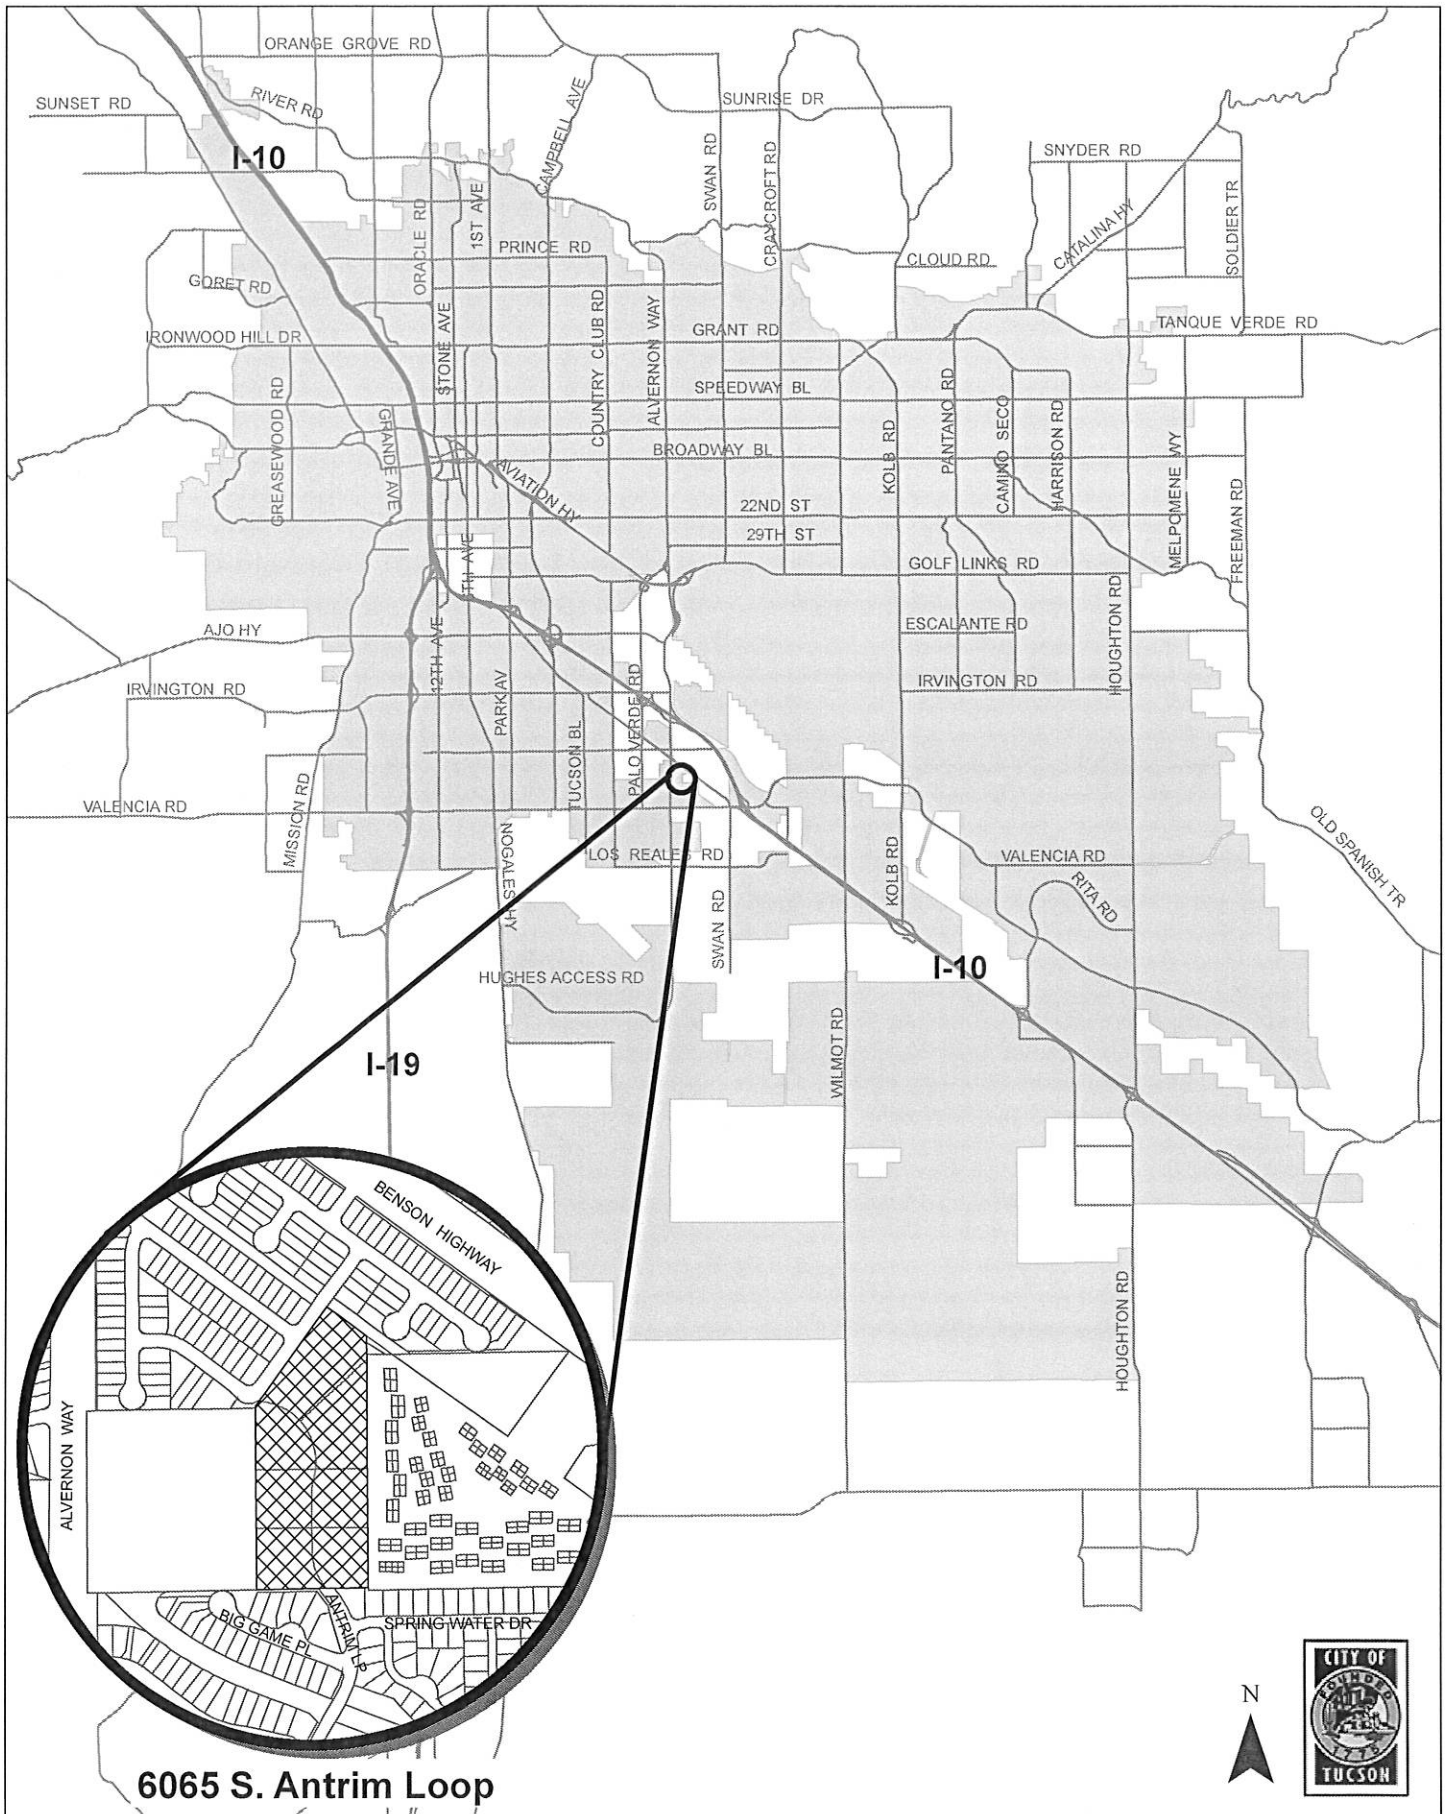 ORANGE GROVE RD
SUNSET RD
RIVER RD
CAMPBELL AVE
SUNRISE DR
I-10
SWAN RD
CRAYCROFT RD
SNYDER RD
SOLDIER TR
CATALINA HY
ORACLE RD
1ST AVE
PRINCE RD
CLOUD RD
GORET RD
IRONWOOD HILL DR
STONE AVE
COUNTRY CLUB RD
ALVERNON WAY
GRANT RD
TANQUE VERDE RD
SPEEDWAY BL
GREASEWOOD RD
GRANDE AVE
BROADWAY BL
KOLB RD
PANTANO RD
CAMINO SECO
HARRISON RD
MELPOMENE WY
FREEMAN RD
AVIATION HY
22ND ST
29TH ST
6TH AVE
GOLF LINKS RD
HOUGHTON RD
AJO HY
12TH AVE
ESCALANTE RD
IRVINGTON RD
PARK AV
TUCSON BL
PALO VERDE RD
IRVINGTON RD
MISSION RD
VALENCIA RD
NOGALES HY
LOS REALES RD
KOLB RD
VALENCIA RD
RITA RD
OLD SPANISH TR
SWAN RD
HUGHES ACCESS RD
I-10
I-19
WILMOT RD
HOUGHTON RD
BENSON HIGHWAY
ALVERNON WAY
BIG GAME PL
ANTRIM LP
SPRING WATER DR
N
CITY OF
FOUNDED
1775
TUCSON
6065 S. Antrim Loop